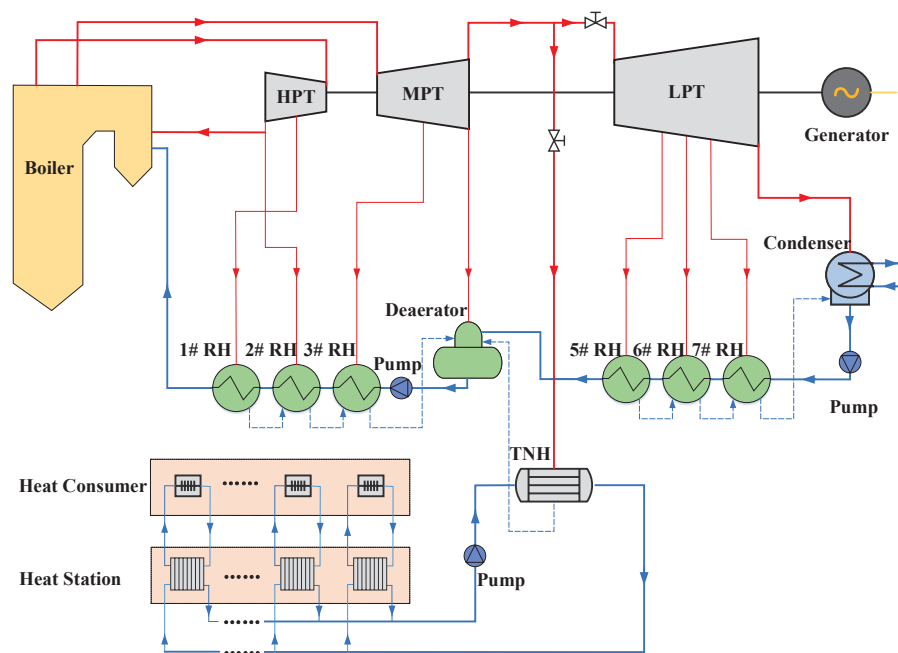 HPT
MPT
LPT
Generator
Boiler
Condenser
Deaerator
1# RH
2# RH
3# RH
Pump
5# RH
6# RH
7# RH
Pump
TNH
Heat Consumer
Heat Station
Pump